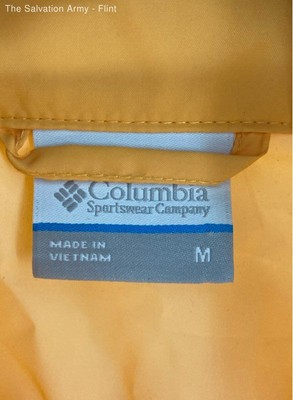 The Salvation Army - Flint
Columbia
Sportswear Company
MADE IN
VIETNAM
M